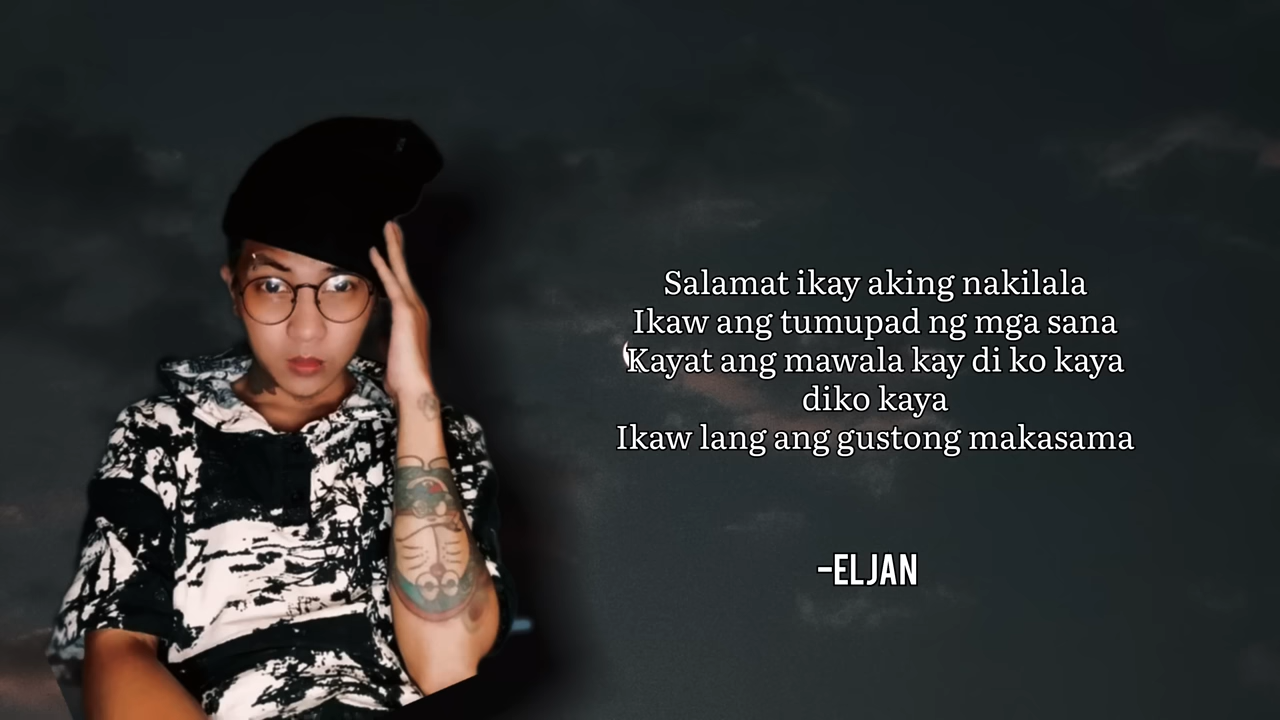 Salamat ikay aking nakilala
Ikaw ang tumupad ng mga sana
Kayat ang mawala kay di ko kaya
diko kaya
Ikaw lang ang gustong makasama
-ELJAN